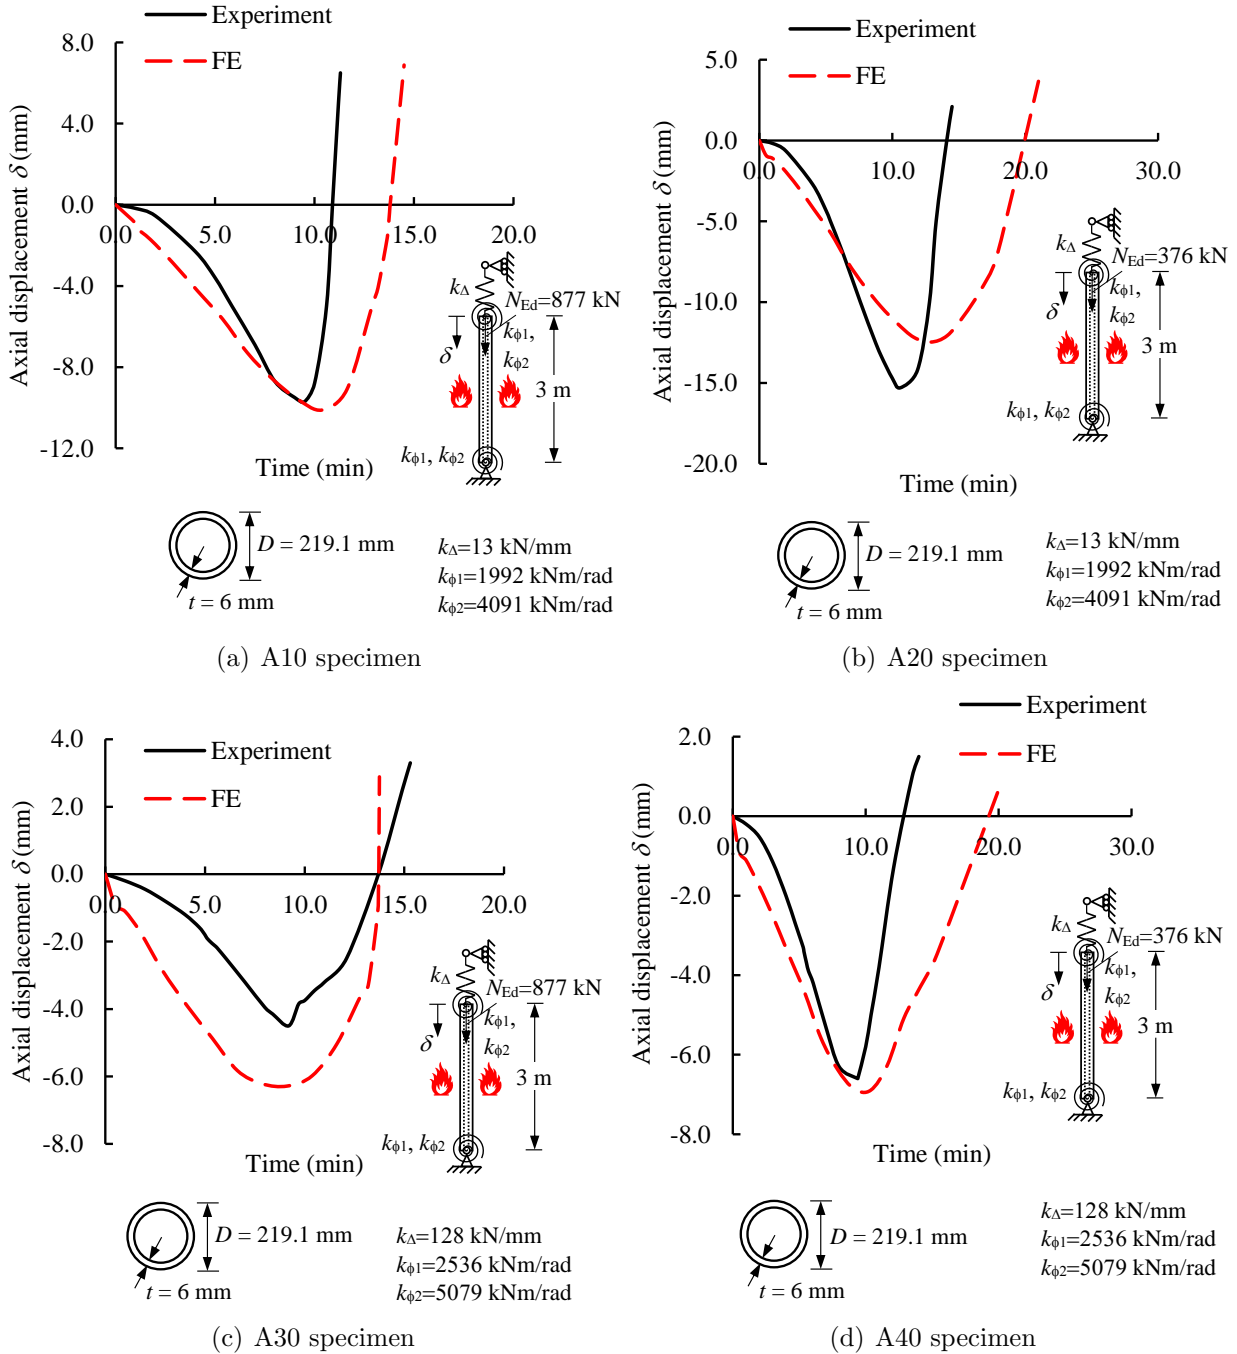 Experiment
FE
8.0
4.0
0.0
-4.0
-8.0
-12.0
0.0 5.0 10.0 15.0 20.0
Axial displacement δ (mm)
Time (min)
kΔ
NEd=877 kN
kϕ1,
kϕ2
δ
3 m
kϕ1, kϕ2
D = 219.1 mm
t = 6 mm
kΔ=13 kN/mm
kϕ1=1992 kNm/rad
kϕ2=4091 kNm/rad
(a) A10 specimen
Experiment
FE
5.0
0.0
-5.0
-10.0
-15.0
-20.0
0.0 10.0 20.0 30.0
Axial displacement δ (mm)
Time (min)
kΔ
NEd=376 kN
kϕ1,
kϕ2
δ
3 m
kϕ1, kϕ2
D = 219.1 mm
t = 6 mm
kΔ=13 kN/mm
kϕ1=1992 kNm/rad
kϕ2=4091 kNm/rad
(b) A20 specimen
Experiment
FE
4.0
2.0
0.0
-2.0
-4.0
-6.0
-8.0
0.0 5.0 10.0 15.0 20.0
Axial displacement δ (mm)
Time (min)
kΔ
NEd=877 kN
kϕ1,
kϕ2
δ
3 m
kϕ1, kϕ2
D = 219.1 mm
t = 6 mm
kΔ=128 kN/mm
kϕ1=2536 kNm/rad
kϕ2=5079 kNm/rad
(c) A30 specimen
Experiment
FE
2.0
0.0
-2.0
-4.0
-6.0
-8.0
0.0 10.0 20.0 30.0
Axial displacement δ (mm)
Time (min)
kΔ
NEd=376 kN
kϕ1,
kϕ2
δ
3 m
kϕ1, kϕ2
D = 219.1 mm
t = 6 mm
kΔ=128 kN/mm
kϕ1=2536 kNm/rad
kϕ2=5079 kNm/rad
(d) A40 specimen